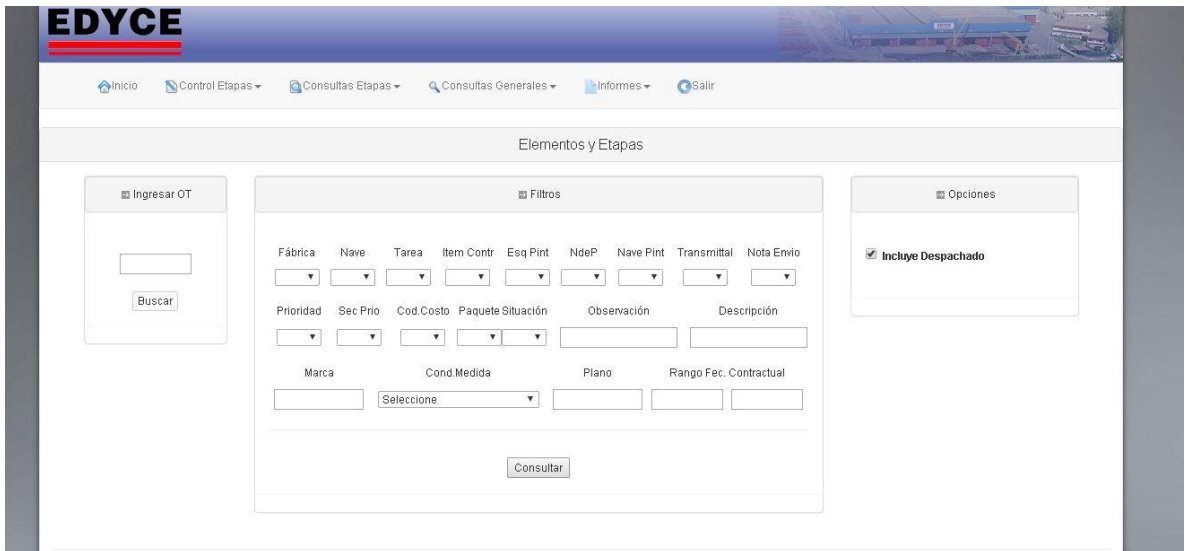 EDYCE
Inicio Control Etapas Consultas Etapas Consultas Generales Informes Salir
Elementos y Etapas
Ingresar OT
Buscar
Filtros
Fábrica Nave Tarea Item Contr Esq Pint NdeP Nave Pint Transmittal Nota Envio
Prioridad Sec Prio Cod.Costo Paquete Situación Observación Descripción
Marca Cond.Medida Plano Rango Fec. Contractual
Seleccione
Consultar
Opciones
Incluye Despachado